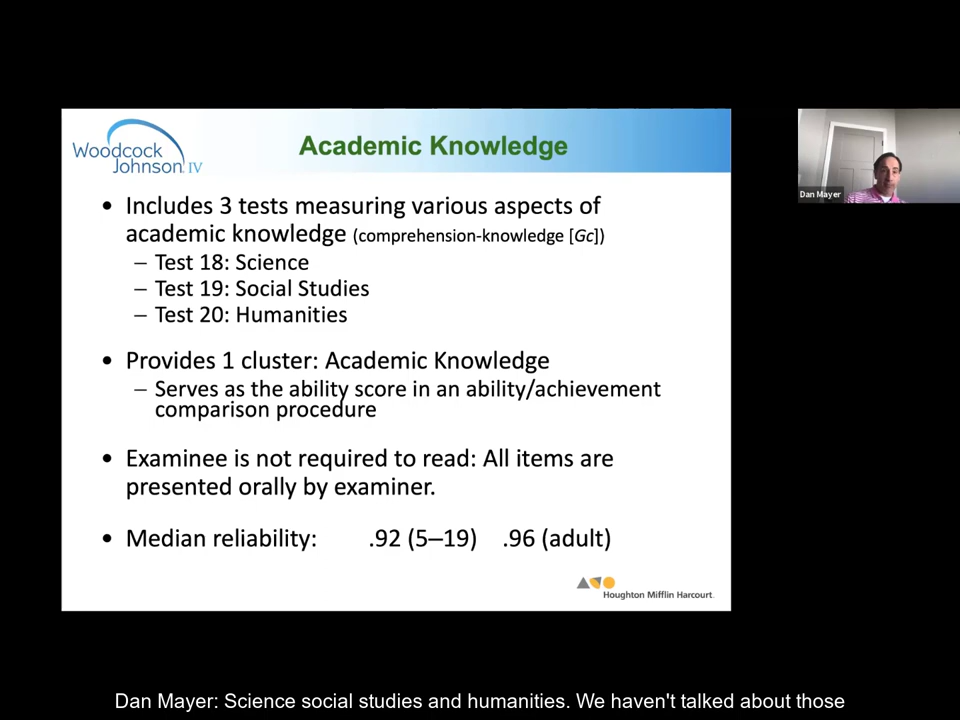 Woodcock
Johnson IV
Academic Knowledge
• Includes 3 tests measuring various aspects of
academic knowledge (comprehension-knowledge [Gc])
– Test 18: Science
– Test 19: Social Studies
– Test 20: Humanities
• Provides 1 cluster: Academic Knowledge
– Serves as the ability score in an ability/achievement
comparison procedure
• Examinee is not required to read: All items are
presented orally by examiner.
• Median reliability: .92 (5–19) .96 (adult)
Houghton Mifflin Harcourt.
Dan Mayer
Dan Mayer: Science social studies and humanities. We haven't talked about those